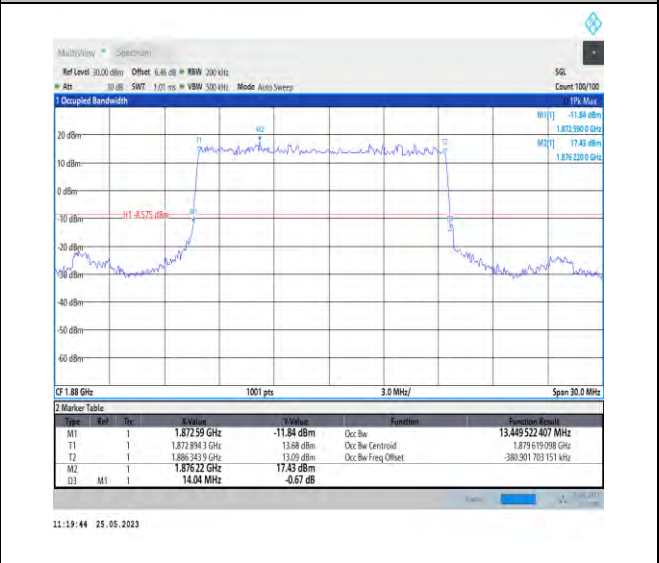 MultiView Spectrum
Ref Level 30.00 dBm Offset 6.46 dB RBW 200 kHz SGL
Att 30 dB SWT 1.01 ms VBW 500 kHz Mode Auto Sweep Count 100/100
1 Occupied Bandwidth 1Pk Max
M1[1] -11.84 dBm
1.872 590 0 GHz
M2[1] 17.43 dBm
1.876 220 0 GHz
20 dBm
T1 M2 T2
10 dBm
0 dBm
H1 -8.575 dBm
-10 dBm
-20 dBm
-30 dBm
-40 dBm
-50 dBm
-60 dBm
CF 1.88 GHz 1001 pts 3.0 MHz/ Span 30.0 MHz
2 Marker Table
Type Ref Trc X-Value Y-Value Function Function Result
M1 1 1.872 59 GHz -11.84 dBm Occ Bw 13.449 522 407 MHz
T1 1 1.872 894 3 GHz 13.68 dBm Occ Bw Centroid 1.879 619 098 GHz
T2 1 1.886 343 9 GHz 13.09 dBm Occ Bw Freq Offset -380.901 703 151 kHz
M2 1 1.876 22 GHz 17.43 dBm
D3 M1 1 14.04 MHz -0.67 dB
11:19:44 25.05.2023